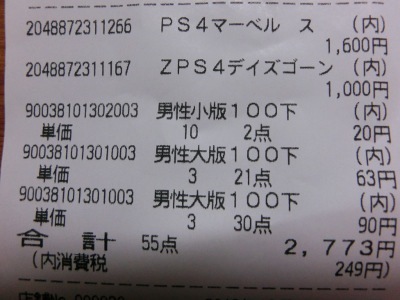 2048872311266 PS4マーベル ス (内)
1,600円
2048872311167 ZPS4デイズゴーン (内)
1,000円
90038101302003 男性小版100下 (内)
単価 10 2点 20円
90038101301003 男性大版100下 (内)
単価 3 21点 63円
90038101301003 男性大版100下 (内)
単価 3 30点 90円
合 計 55点 2,773円
(内消費税 249円)